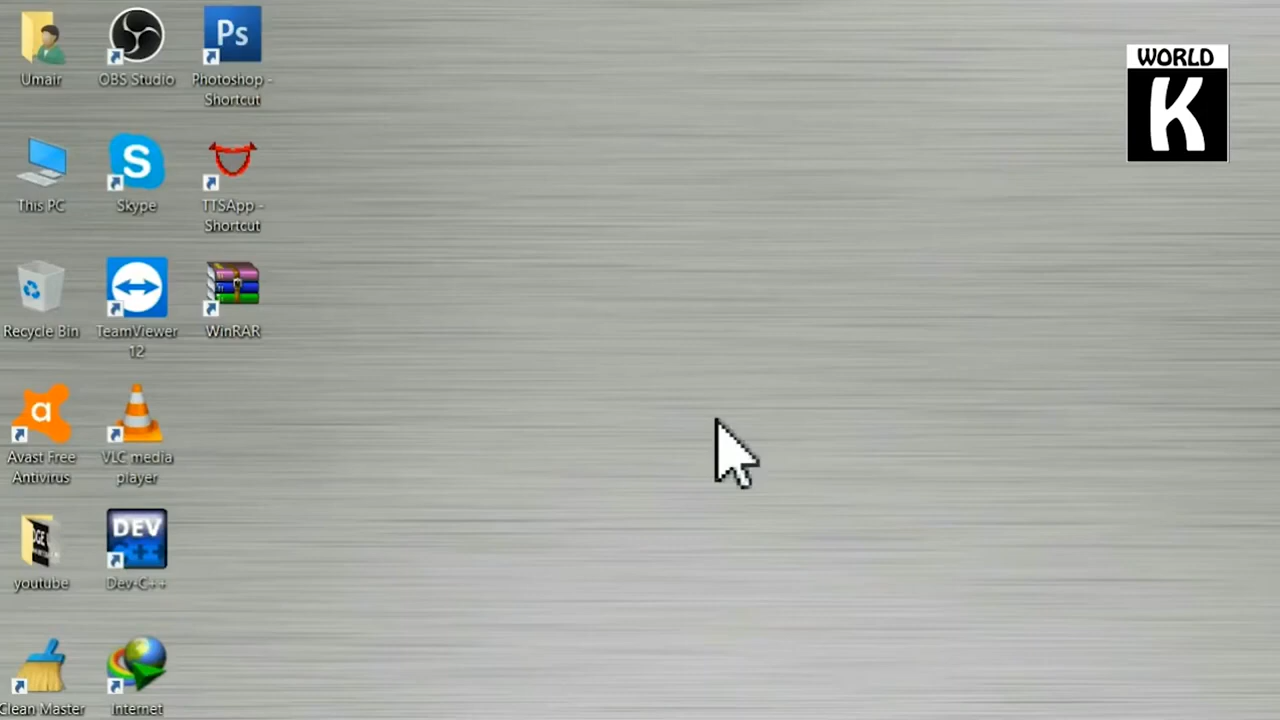 Umair
OBS Studio
Ps
Photoshop -
Shortcut
WORLD
K
This PC
S
Skype
TTSApp -
Shortcut
Recycle Bin
TeamViewer
12
WinRAR
a
Avast Free
Antivirus
VLC media
player
youtube
DEV
C++
Dev-C++
Clean Master
Internet